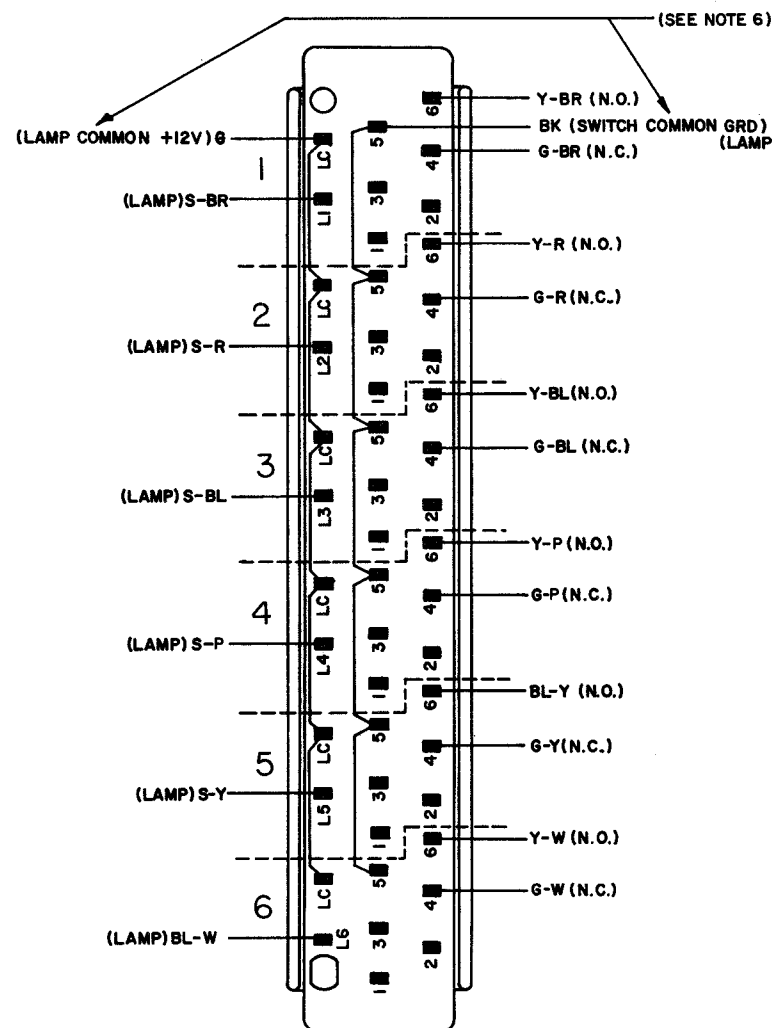 (SEE NOTE 6)
Y-BR (N.O.)
6
5
BK (SWITCH COMMON GRD)
(LAMP COMMON +12V) G
LC
(LAMP
G-BR (N.C.)
4
1
3
(LAMP) S-BR
L1
2
1
6
Y-R (N.O.)
5
LC
G-R (N.C.)
4
2
3
(LAMP) S-R
L2
2
1
6
Y-BL (N.O.)
5
LC
G-BL (N.C.)
4
3
3
(LAMP) S-BL
L3
2
1
6
Y-P (N.O.)
5
LC
G-P (N.C.)
4
4
3
(LAMP) S-P
L4
2
1
6
BL-Y (N.O.)
5
LC
G-Y (N.C.)
4
5
3
(LAMP) S-Y
L5
2
1
6
Y-W (N.O.)
5
LC
G-W (N.C.)
4
6
3
(LAMP) BL-W
L6
2
1